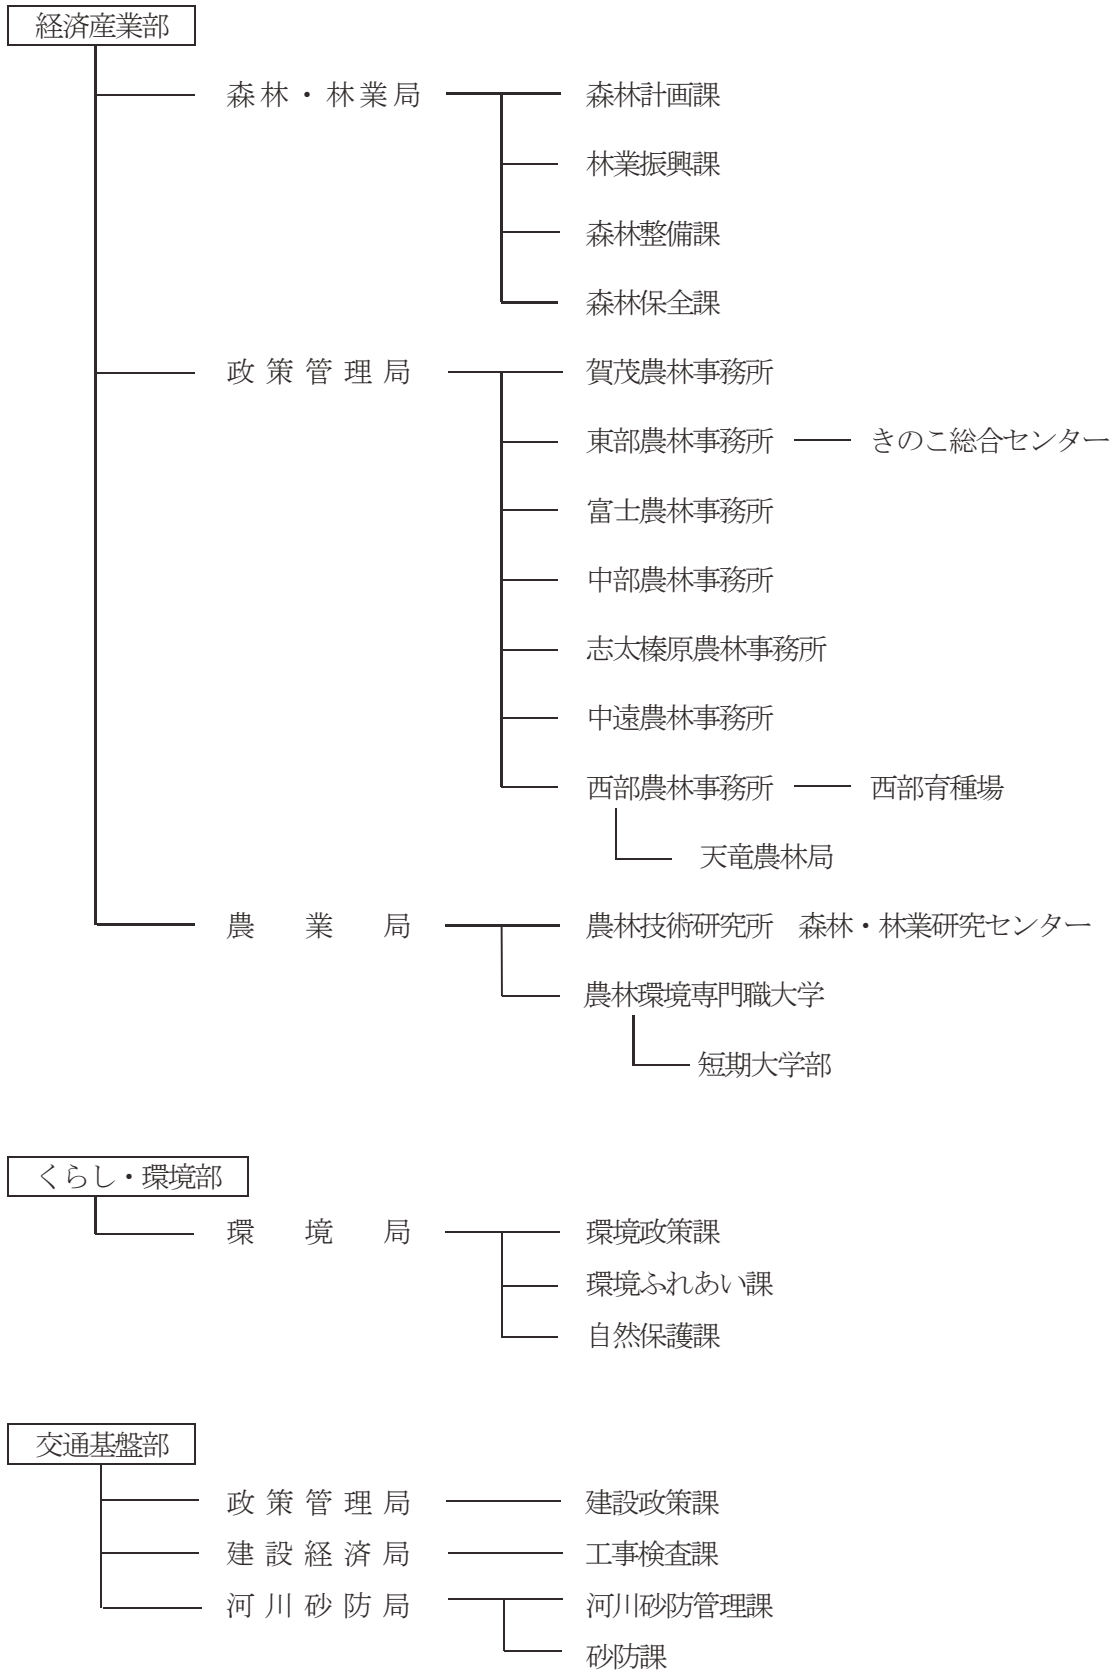 経済産業部
森林・林業局 森林計画課
林業振興課
森林整備課
森林保全課
政策管理局 賀茂農林事務所
東部農林事務所 きのこ総合センター
富士農林事務所
中部農林事務所
志太榛原農林事務所
中遠農林事務所
西部農林事務所 西部育種場
天竜農林局
農業局 農林技術研究所 森林・林業研究センター
農林環境専門職大学
短期大学部
くらし・環境部
環境局 環境政策課
環境ふれあい課
自然保護課
交通基盤部
政策管理局 建設政策課
建設経済局 工事検査課
河川砂防局 河川砂防管理課
砂防課